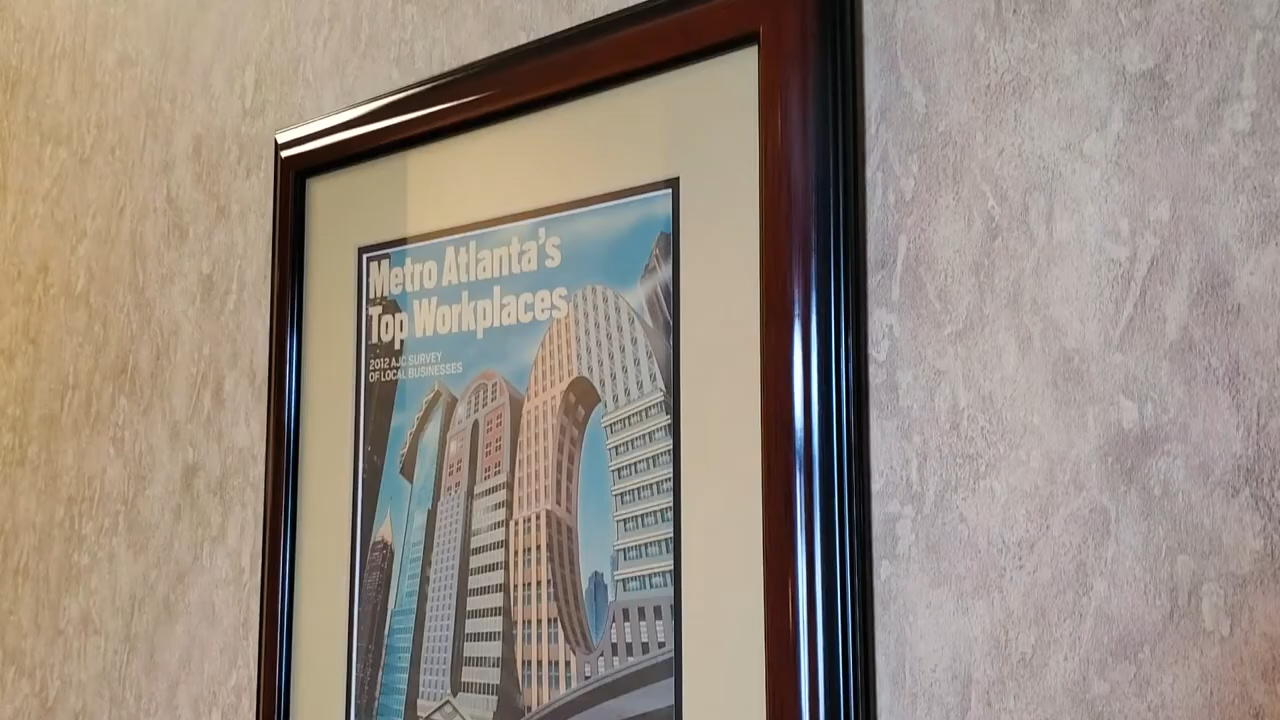 Metro Atlanta's
Top Workplaces
2012 AJC SURVEY
OF LOCAL BUSINESSES